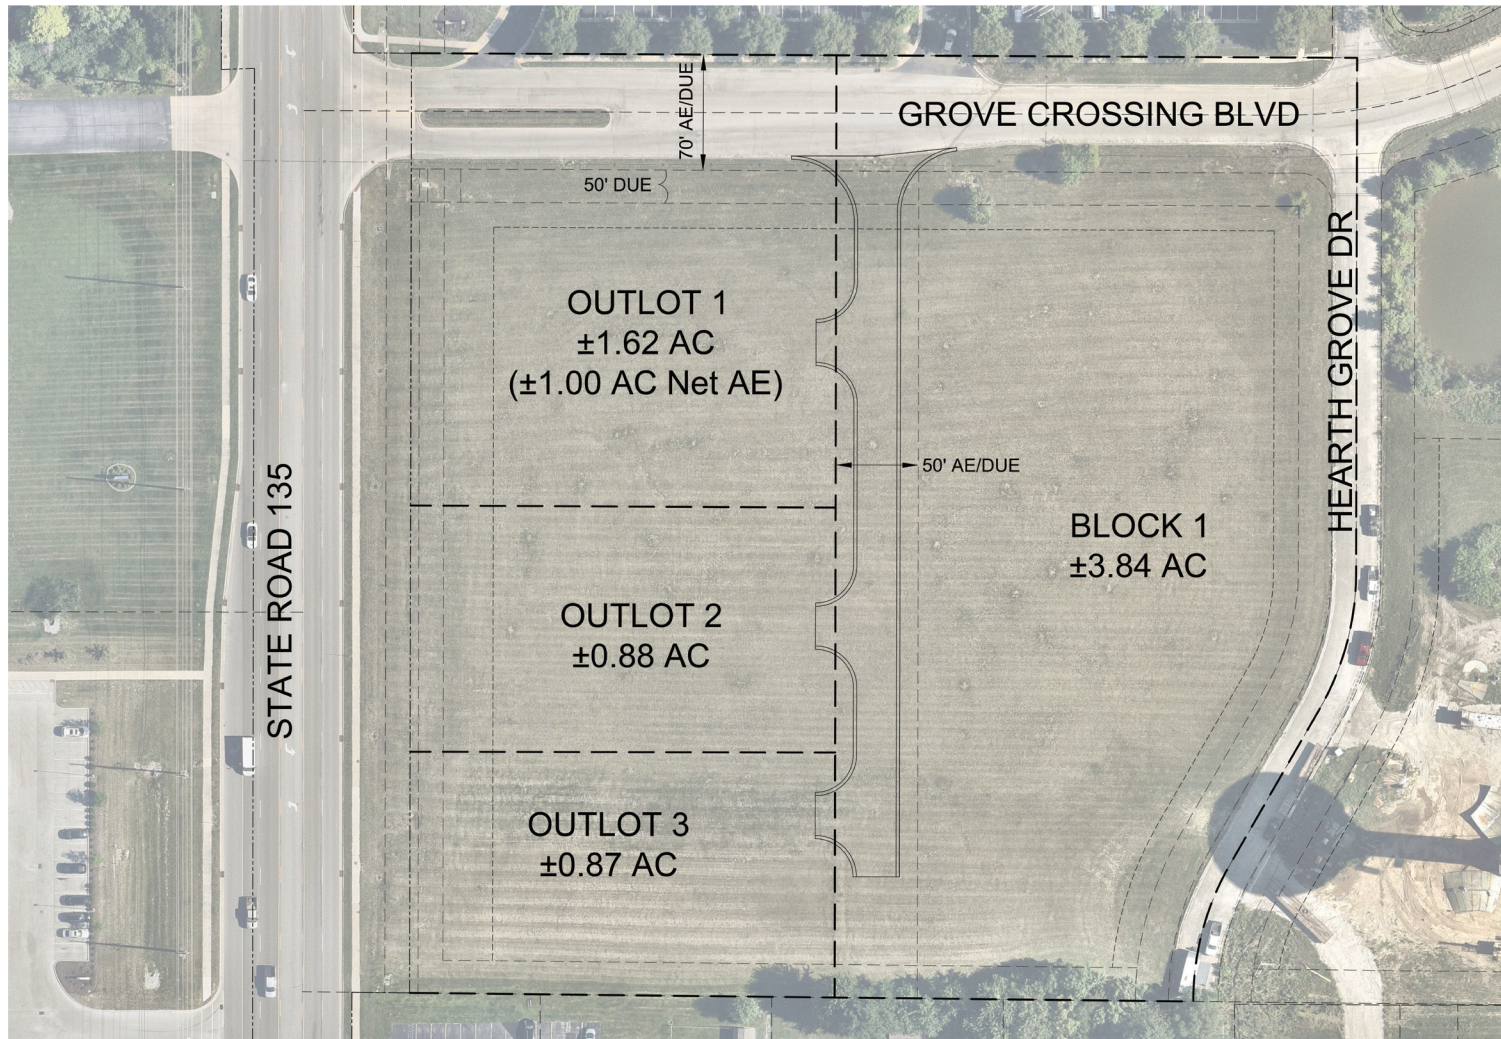 GROVE CROSSING BLVD
70' AE/DUE
50' DUE
OUTLOT 1
±1.62 AC
(±1.00 AC Net AE)
HEARTH GROVE DR
50' AE/DUE
STATE ROAD 135
BLOCK 1
±3.84 AC
OUTLOT 2
±0.88 AC
OUTLOT 3
±0.87 AC